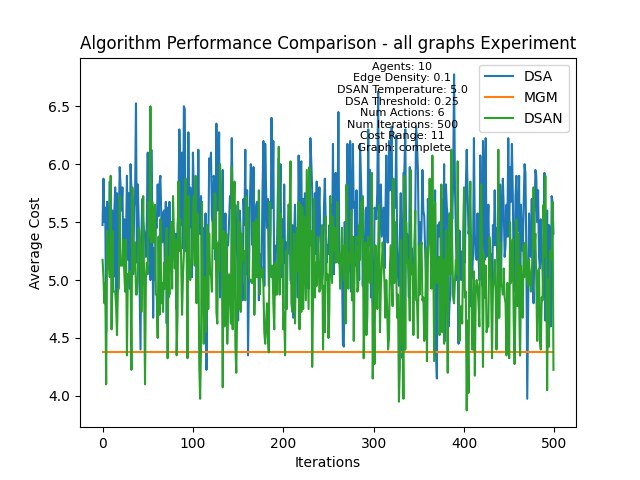 Algorithm Performance Comparison - all graphs Experiment
Agents: 10
Edge Density: 0.1
DSAN Temperature: 5.0
DSA Threshold: 0.25
Num Actions: 6
Num Iterations: 500
Cost Range: 11
Graph: complete
DSA
MGM
DSAN
Average Cost
6.5
6.0
5.5
5.0
4.5
4.0
0 100 200 300 400 500
Iterations